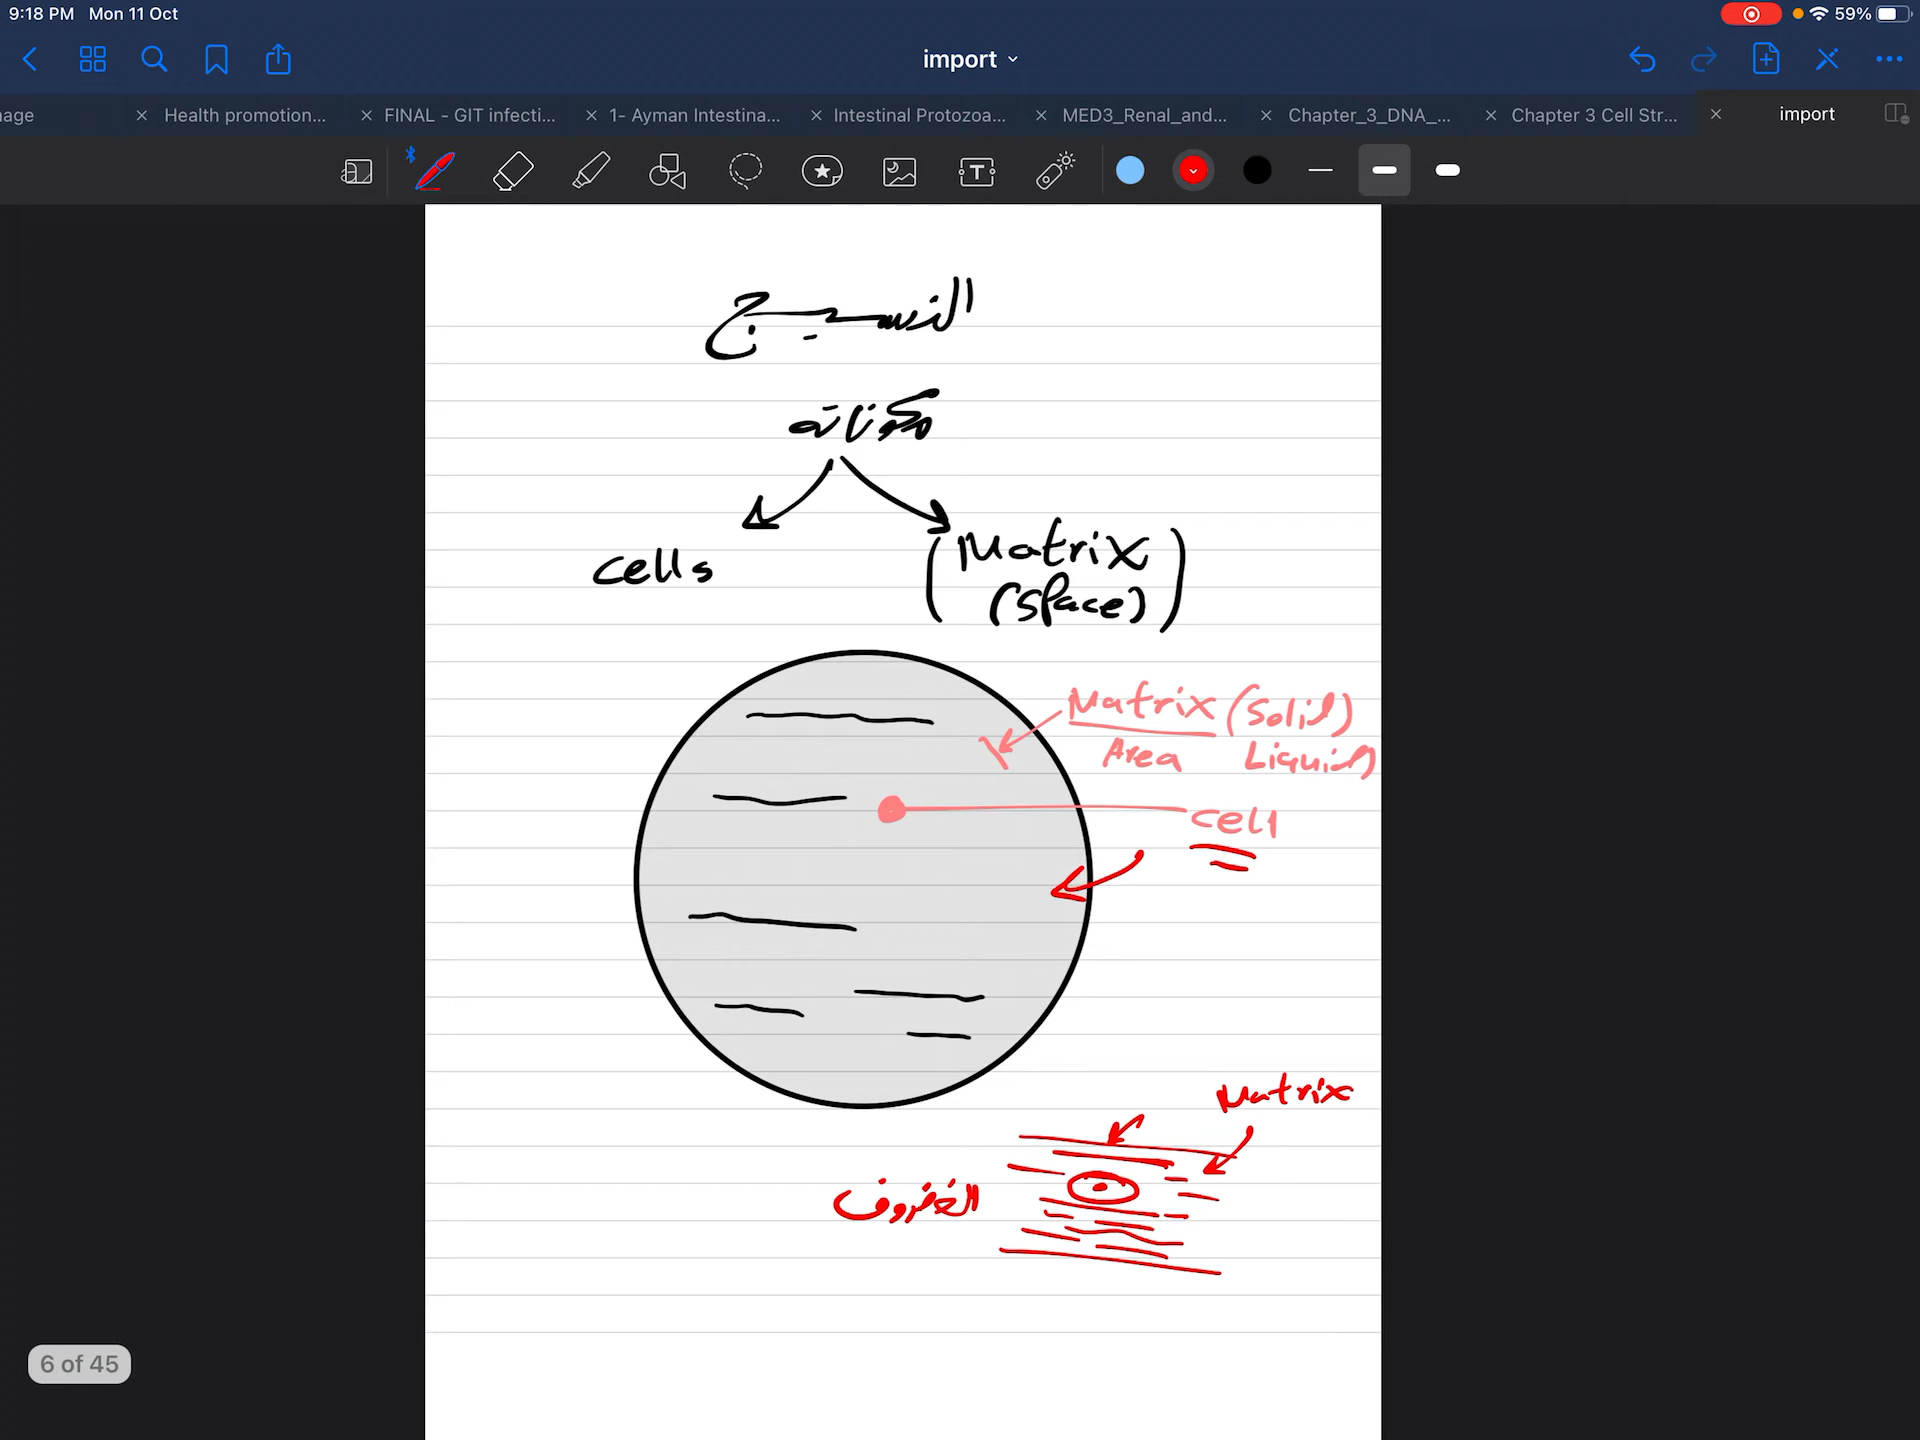 9:18 PM Mon 11 Oct
59%
import
nage
Health promotion...
FINAL - GIT infecti...
1- Ayman Intestina...
Intestinal Protozoa...
MED3_Renal_and...
Chapter_3_DNA_...
Chapter 3 Cell Str...
import
النسيج
مكوناته
cells
(Matrix
(space))
Matrix (Solid)
Area Liquid)
cell
Matrix
الغضروف
6 of 45